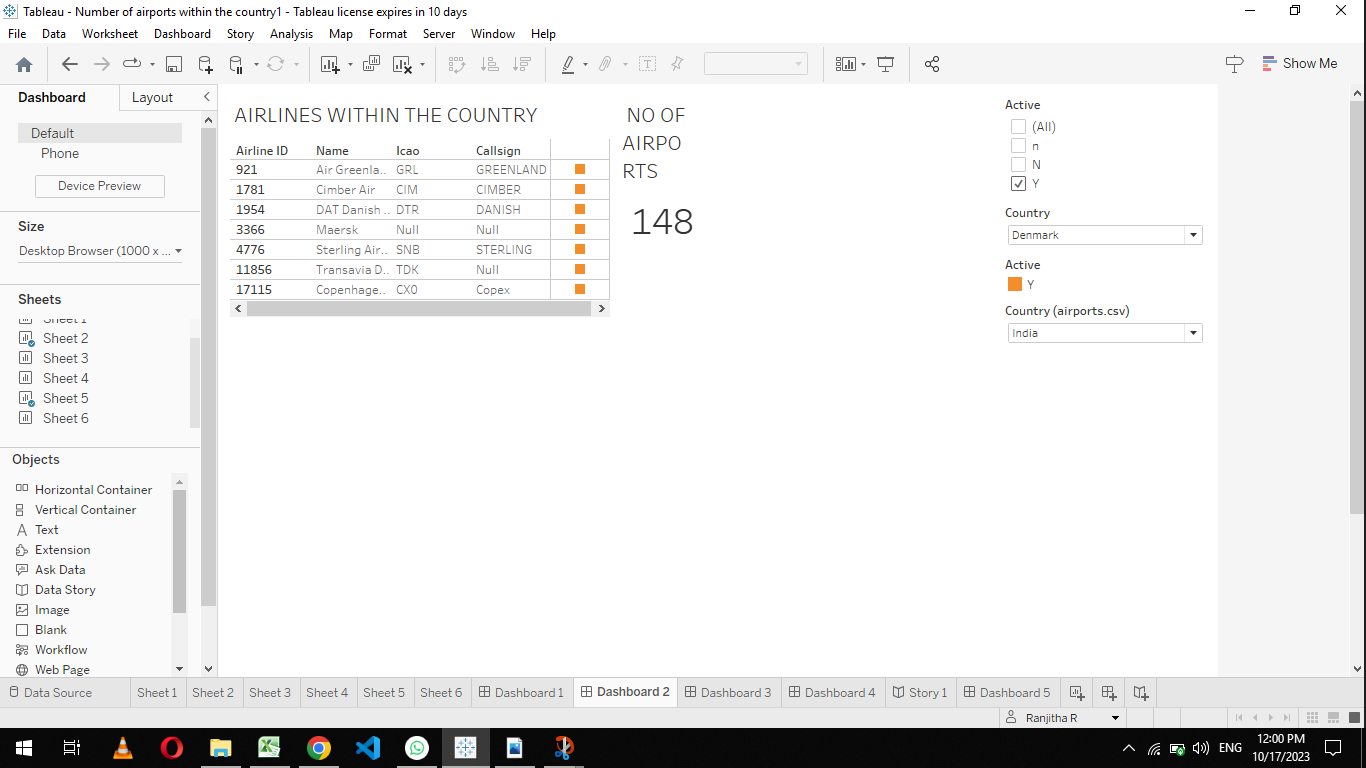 Tableau - Number of airports within the country1 - Tableau license expires in 10 days
File Data Worksheet Dashboard Story Analysis Map Format Server Window Help
Show Me
Dashboard Layout
Default
Phone
Device Preview
Size
Desktop Browser (1000 x ...
Sheets
Sheet 1
Sheet 2
Sheet 3
Sheet 4
Sheet 5
Sheet 6
Objects
Horizontal Container
Vertical Container
Text
Extension
Ask Data
Data Story
Image
Blank
Workflow
Web Page
AIRLINES WITHIN THE COUNTRY
Airline ID Name Icao Callsign
921 Air Greenla.. GRL GREENLAND
1781 Cimber Air CIM CIMBER
1954 DAT Danish .. DTR DANISH
3366 Maersk Null Null
4776 Sterling Air.. SNB STERLING
11856 Transavia D.. TDK Null
17115 Copenhage.. CX0 Copex
NO OF
AIRPO
RTS
148
Active
(All)
n
N
Y
Country
Denmark
Active
Y
Country (airports.csv)
India
Data Source Sheet 1 Sheet 2 Sheet 3 Sheet 4 Sheet 5 Sheet 6 Dashboard 1 Dashboard 2 Dashboard 3 Dashboard 4 Story 1 Dashboard 5
Ranjitha R
ENG
12:00 PM
10/17/2023